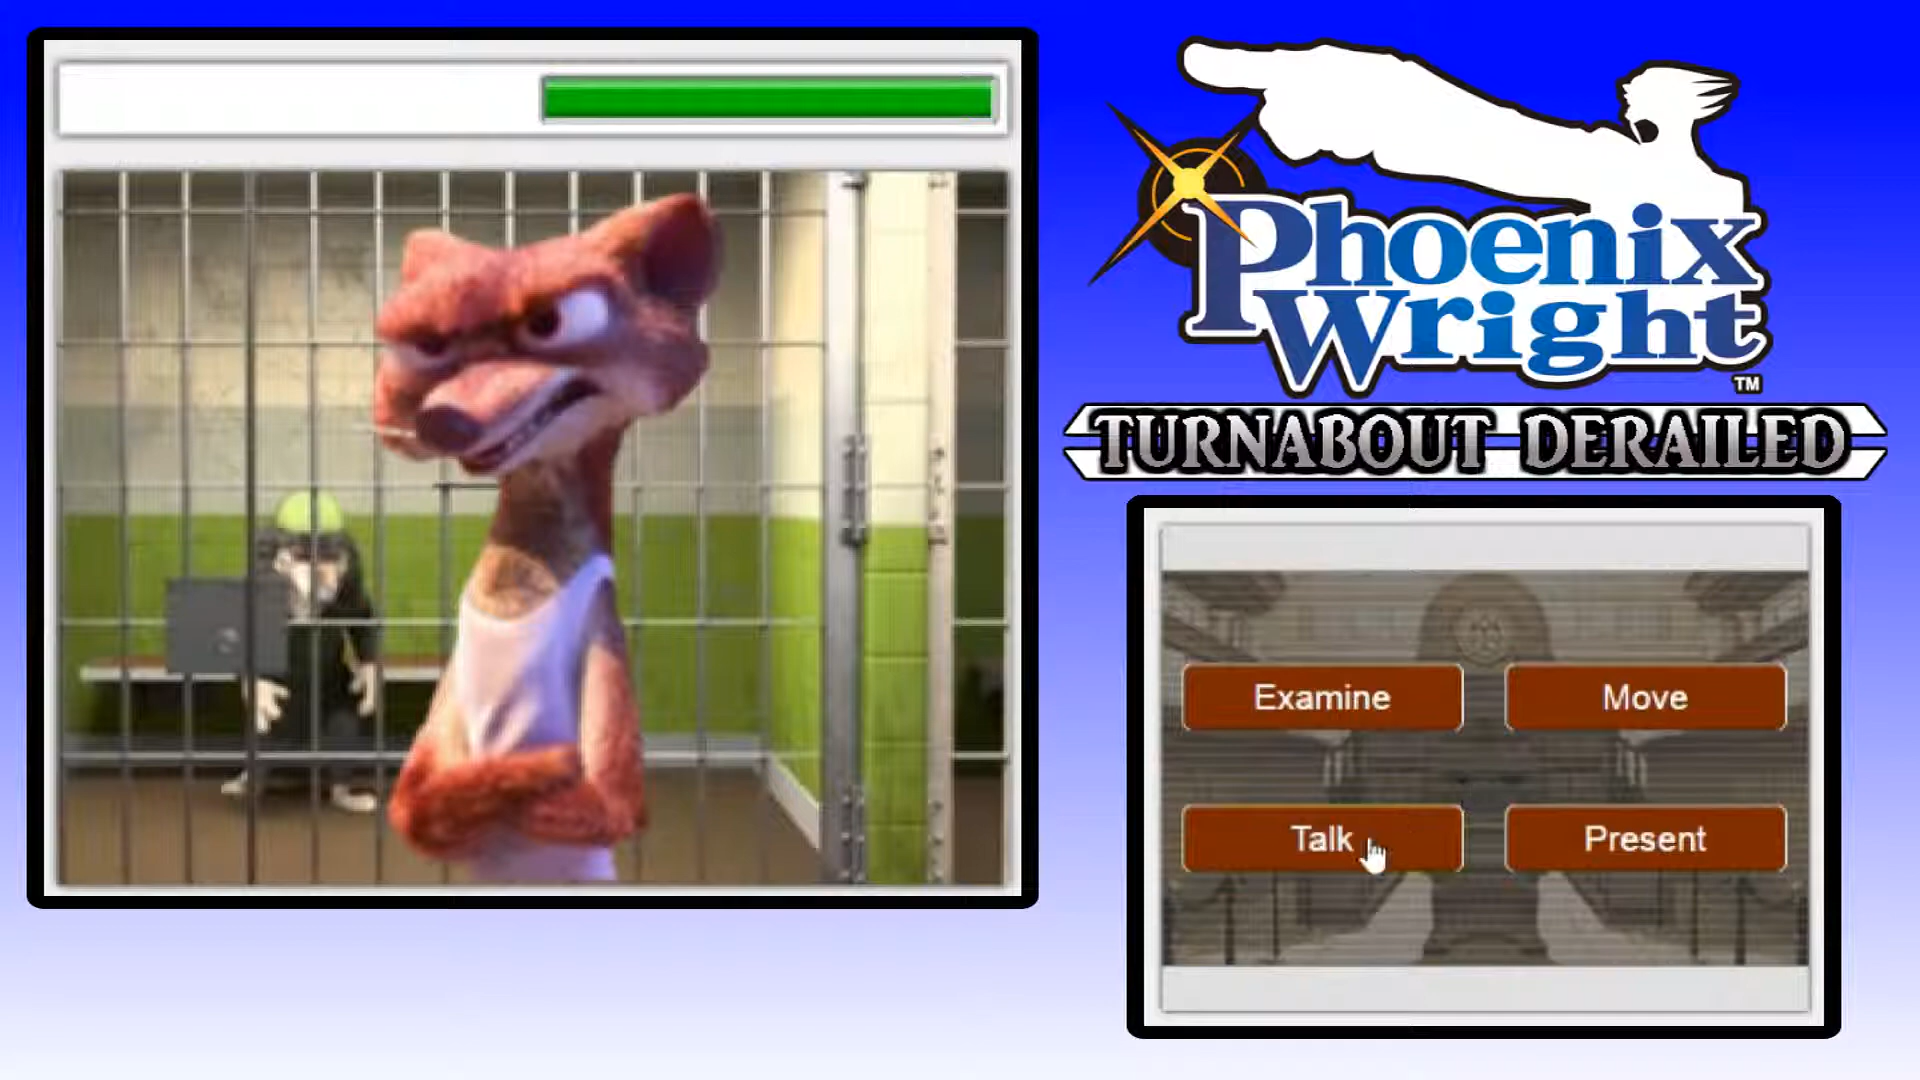 Phoenix
Wright
TM
TURNABOUT DERAILED
Examine
Move
Talk
Present